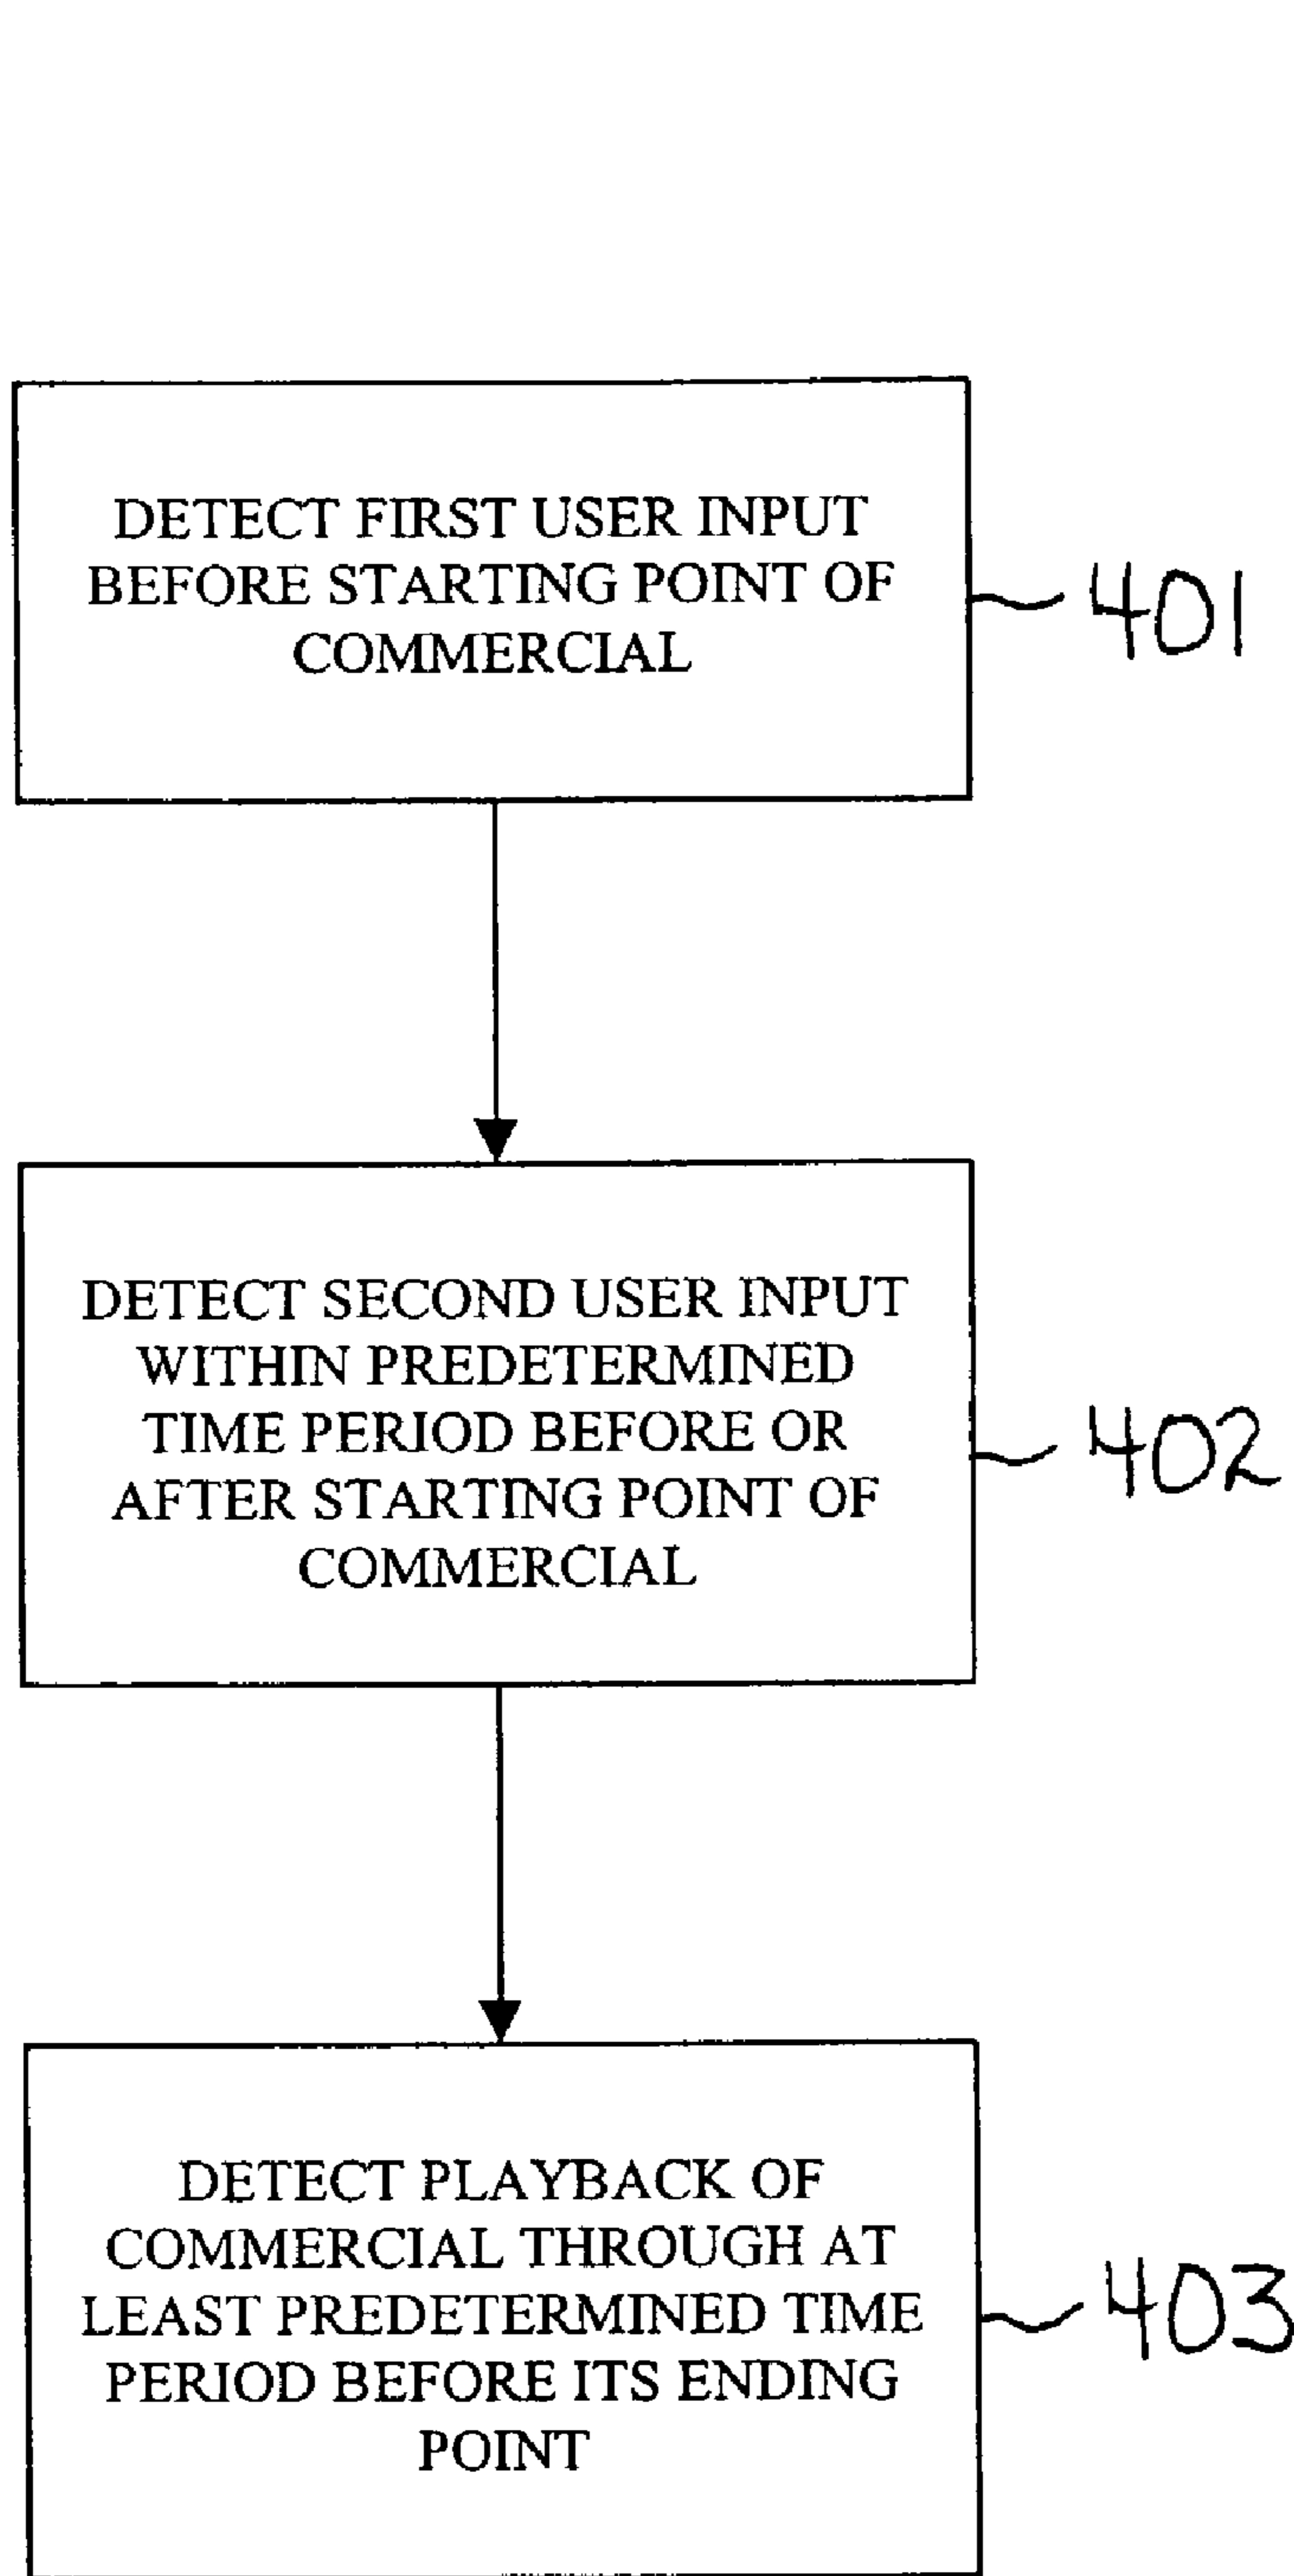 DETECT FIRST USER INPUT
BEFORE STARTING POINT OF
COMMERCIAL
401
DETECT SECOND USER INPUT
WITHIN PREDETERMINED
TIME PERIOD BEFORE OR
AFTER STARTING POINT OF
COMMERCIAL
402
DETECT PLAYBACK OF
COMMERCIAL THROUGH AT
LEAST PREDETERMINED TIME
PERIOD BEFORE ITS ENDING
POINT
403